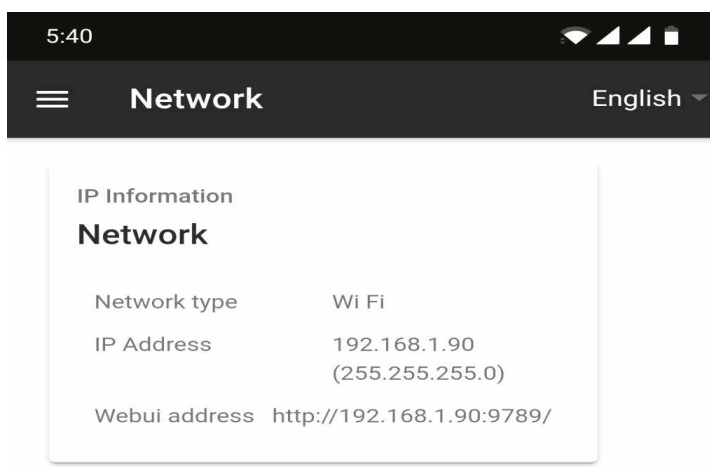 5:40
Network English
IP Information
Network
Network type Wi Fi
IP Address 192.168.1.90
(255.255.255.0)
Webui address http://192.168.1.90:9789/